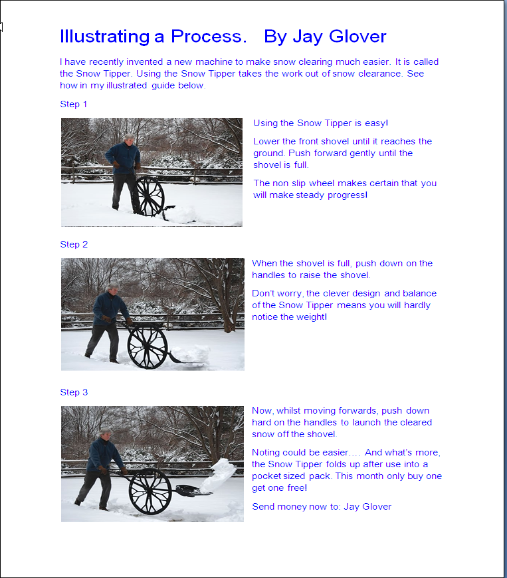 Illustrating a Process.   By Jay Glover
I have recently invented a new machine to make snow clearing much easier. It is called
the Snow Tipper. Using the Snow Tipper takes the work out of snow clearance. See
how in my illustrated guide below.
Step 1
Using the Snow Tipper is easy!
Lower the front shovel until it reaches the
ground. Push forward gently until the
shovel is full.
The non slip wheel makes certain that you
will make steady progress!
Step 2
When the shovel is full, push down on the
handles to raise the shovel.
Don't worry, the clever design and balance
of the Snow Tipper means you will hardly
notice the weight!
Step 3
Now, whilst moving forwards, push down
hard on the handles to launch the cleared
snow off the shovel.
Noting could be easier.... And what's more,
the Snow Tipper folds up after use into a
pocket sized pack. This month only buy one
get one free!
Send money now to: Jay Glover